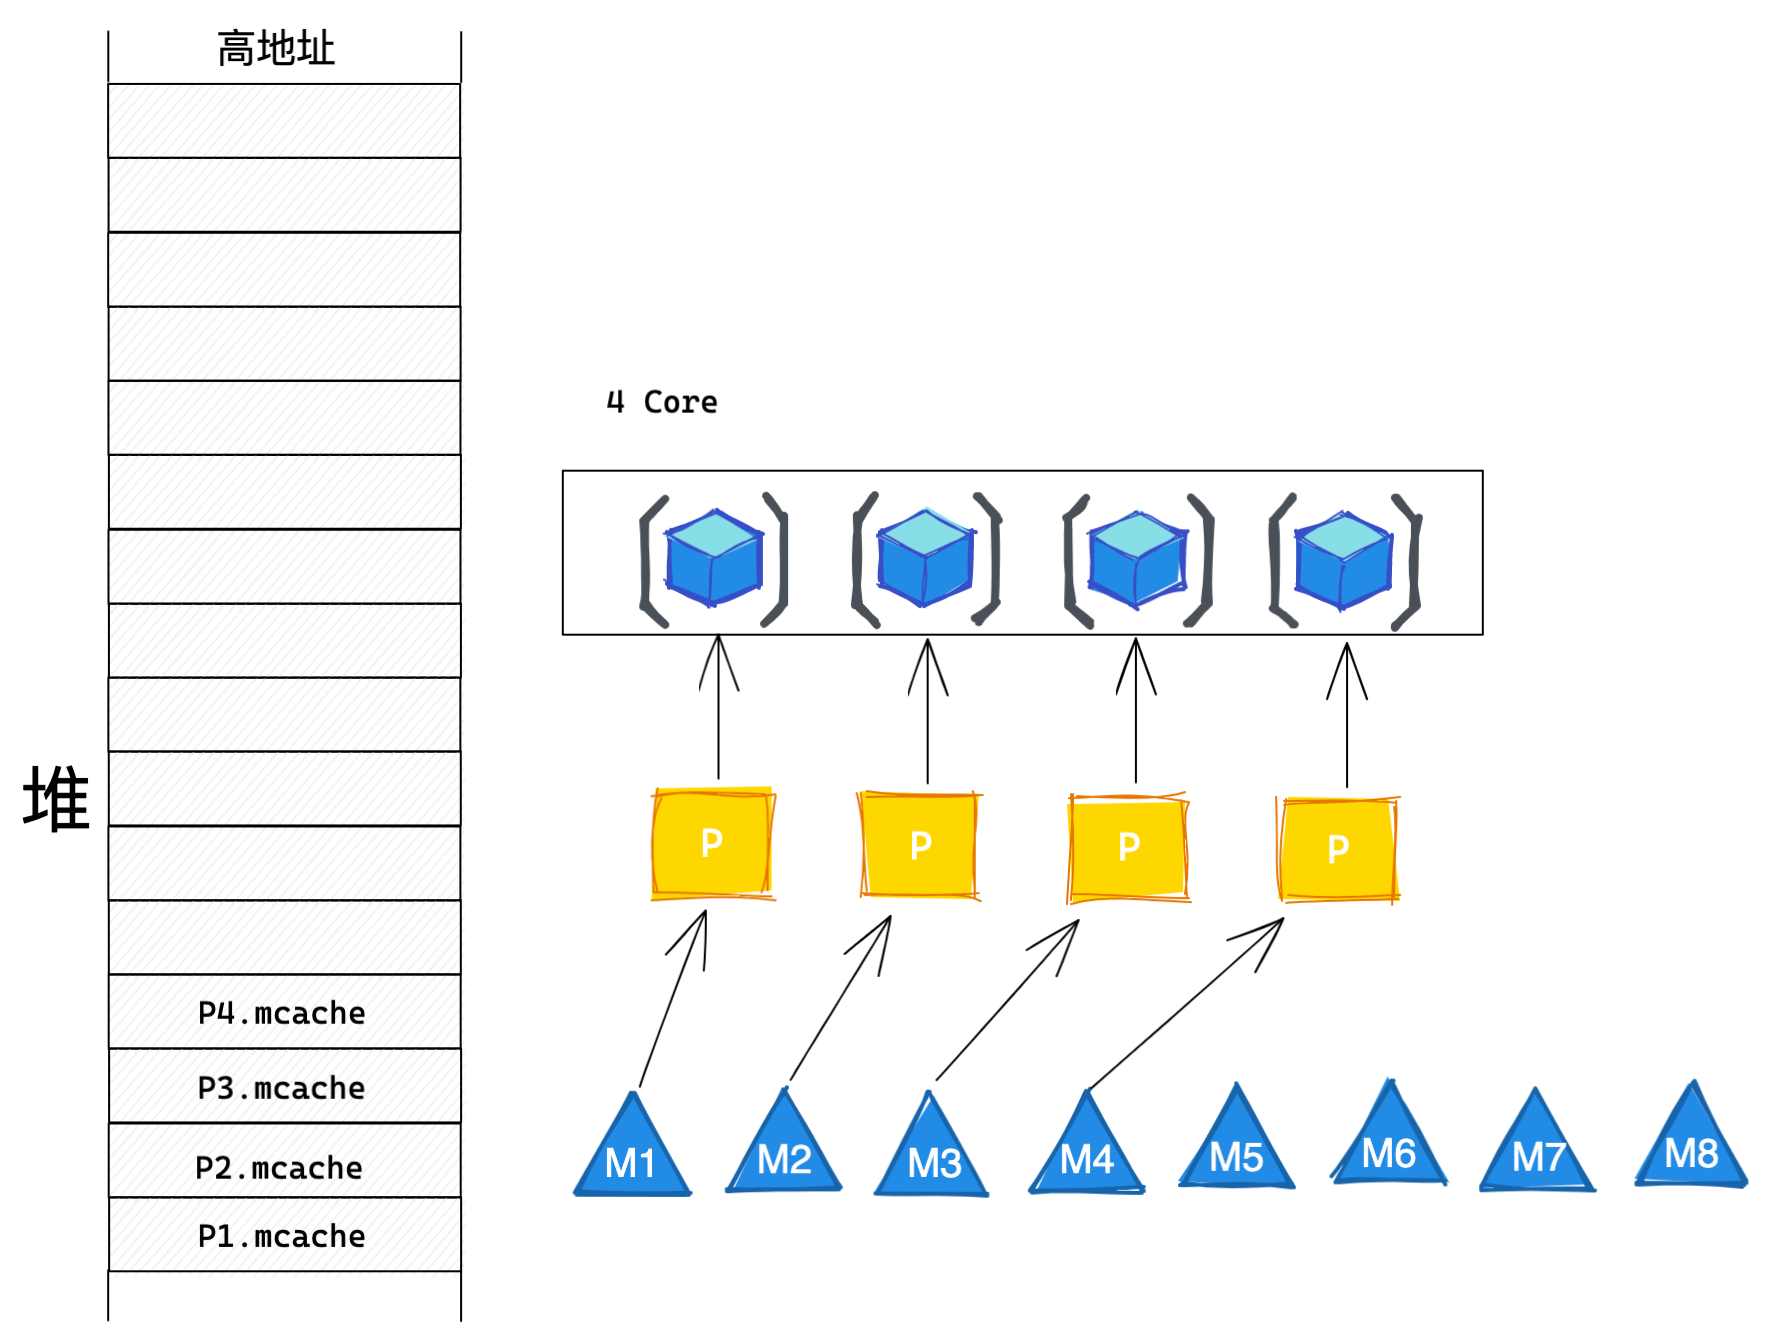 高地址
4 Core
堆
P P P P
P4.mcache
P3.mcache
P2.mcache
P1.mcache
M1 M2 M3 M4 M5 M6 M7 M8